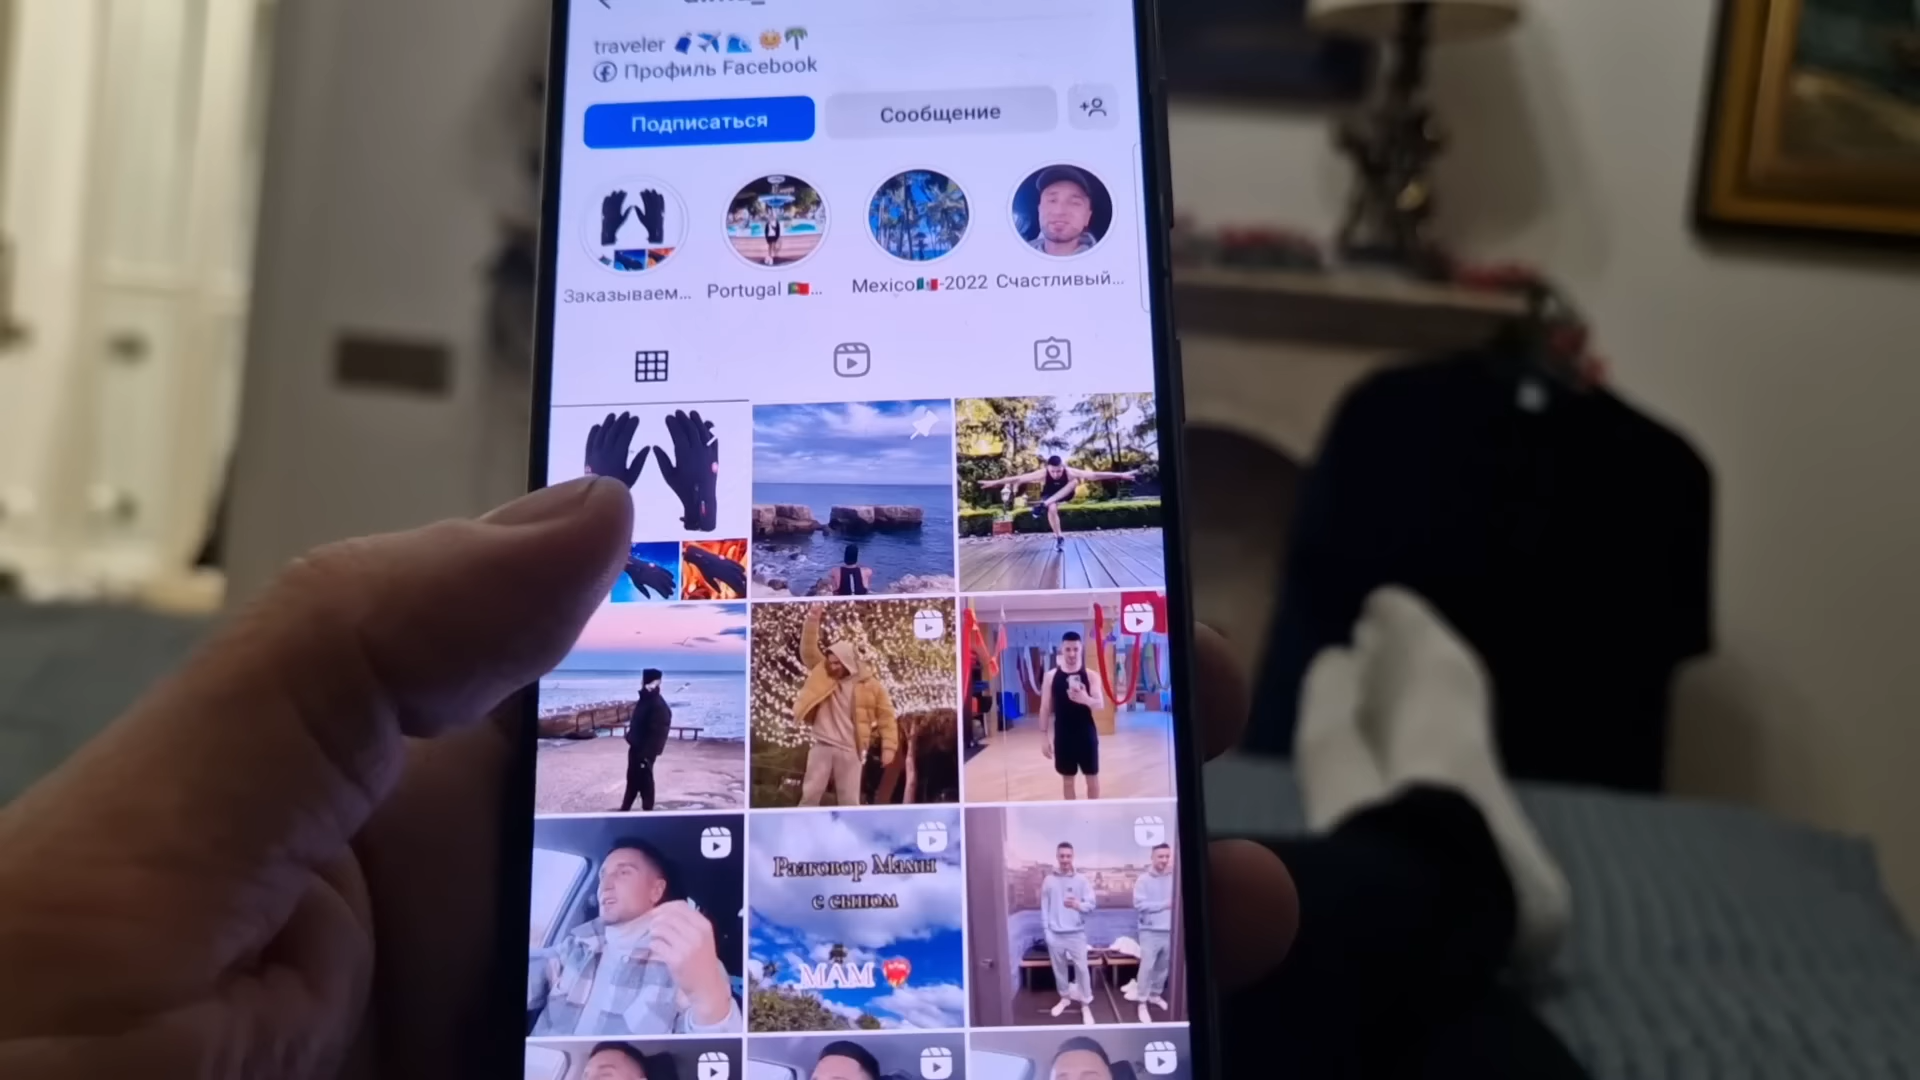 traveler
Профиль Facebook
Подписаться
Сообщение
Заказываем...
Portugal 🇵🇹...
Mexico🇲🇽-2022
Счастливый...
Разговор Мамы
с сыном
МАМ